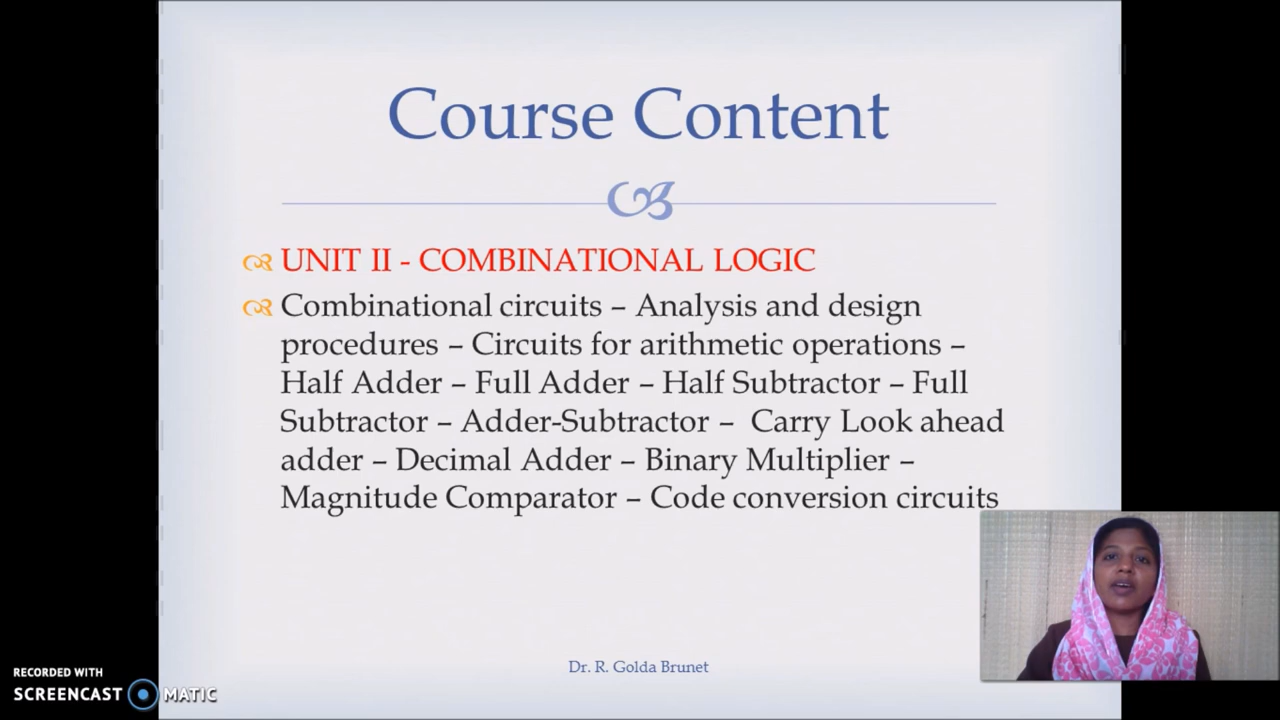 Course Content
UNIT II - COMBINATIONAL LOGIC
Combinational circuits – Analysis and design
procedures – Circuits for arithmetic operations –
Half Adder – Full Adder – Half Subtractor – Full
Subtractor – Adder-Subtractor – Carry Look ahead
adder – Decimal Adder – Binary Multiplier –
Magnitude Comparator – Code conversion circuits
Dr. R. Golda Brunet
RECORDED WITH
SCREENCAST MATIC